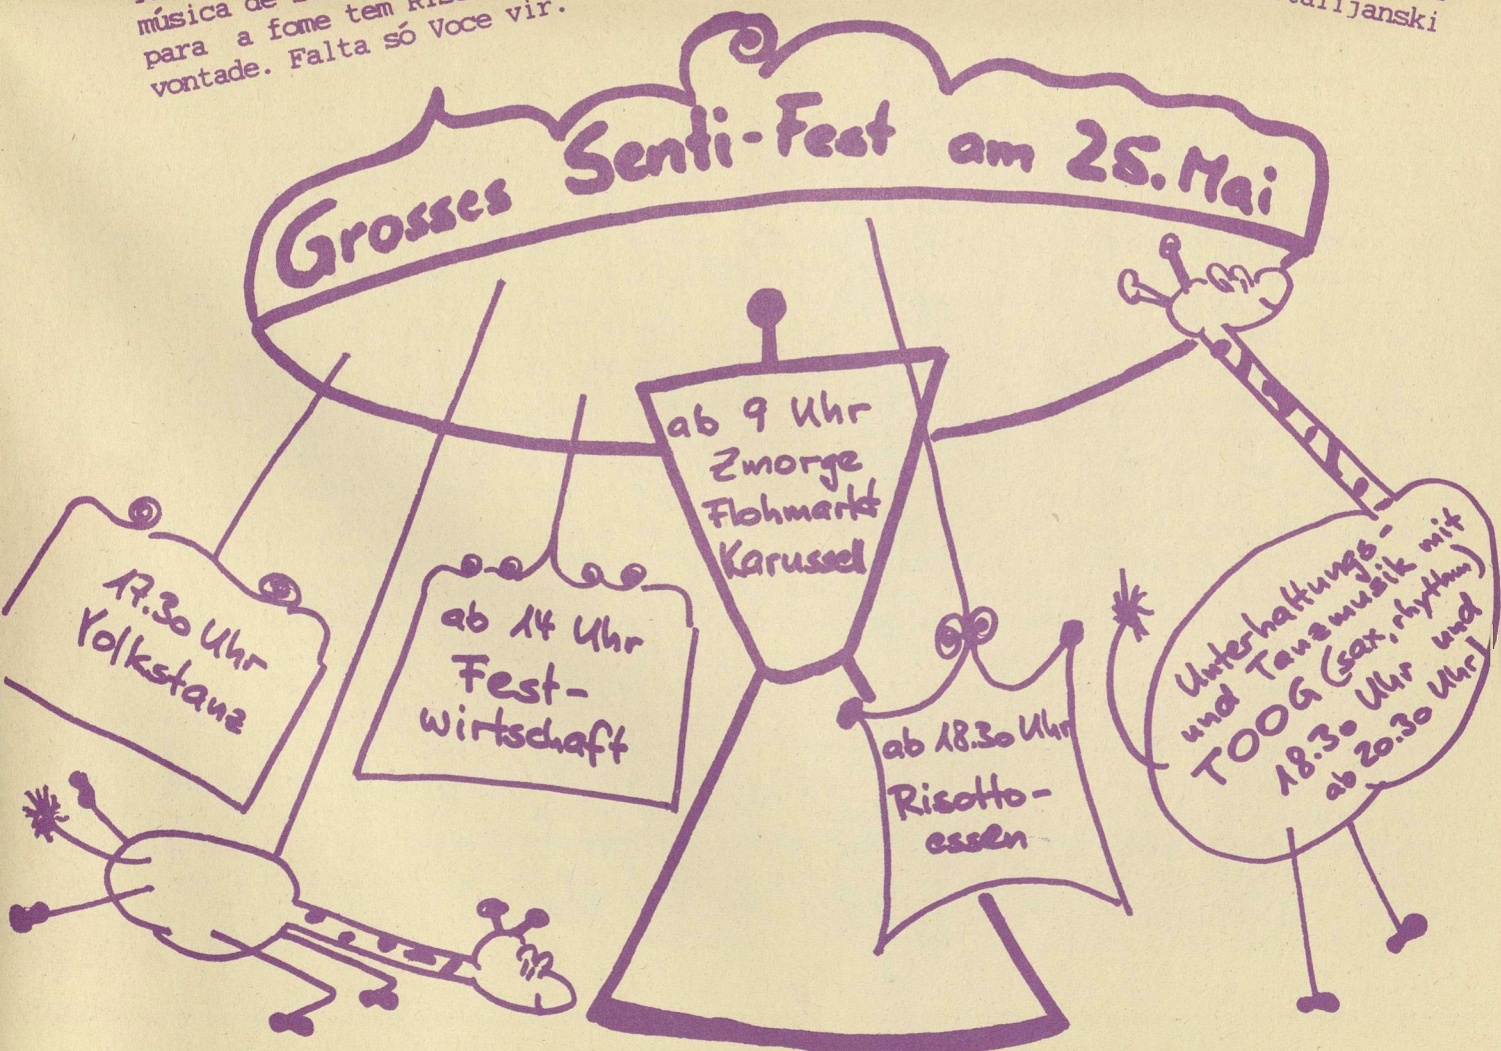 música de
para a fome tem
vontade. Falta só Voce vir.
Grosses Senti-Fest am 25. Mai
ab 9 Uhr
Zmorge
Flohmarkt
Karussel
17.30 Uhr
Volkstanz
ab 14 Uhr
Fest-
wirtschaft
ab 18.30 Uhr
Risotto-
essen
Unterhaltungs-
und Tanzmusik mit
TOOG (sax, rhythm)
18.30 Uhr und
ab 20.30 Uhr)